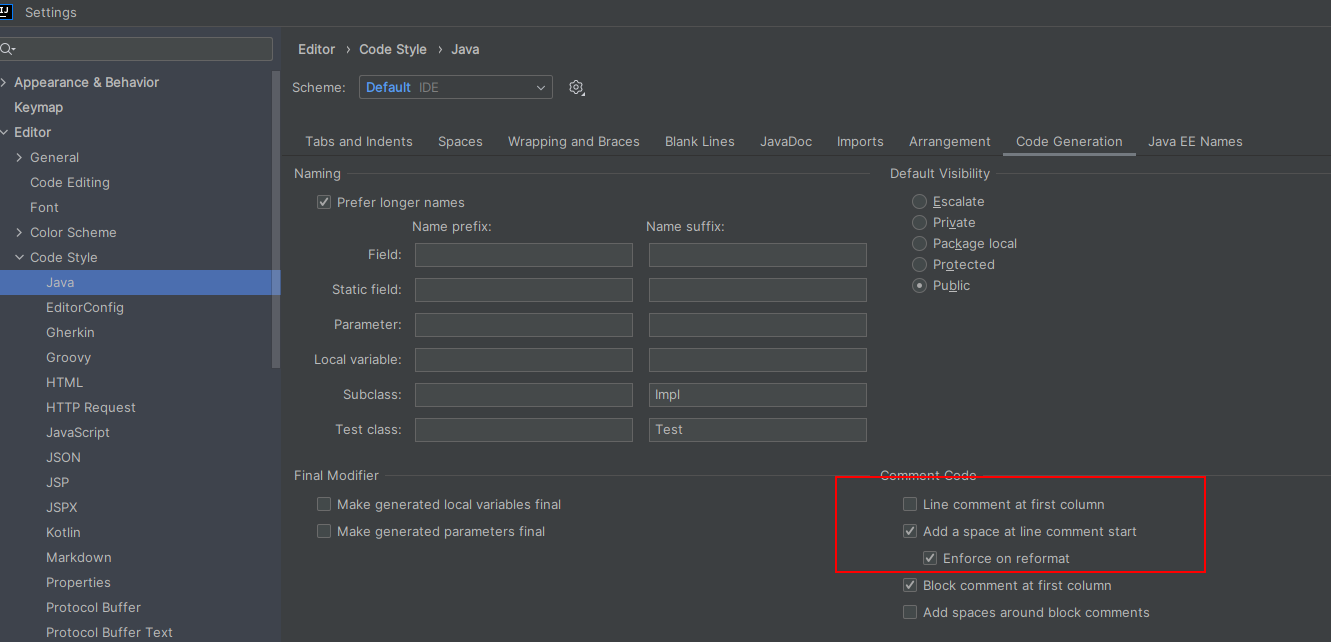 IJ Settings
Appearance & Behavior
Keymap
Editor
General
Code Editing
Font
Color Scheme
Code Style
Java
EditorConfig
Gherkin
Groovy
HTML
HTTP Request
JavaScript
JSON
JSP
JSPX
Kotlin
Markdown
Properties
Protocol Buffer
Protocol Buffer Text
Editor › Code Style › Java
Scheme: Default IDE
Tabs and Indents Spaces Wrapping and Braces Blank Lines JavaDoc Imports Arrangement Code Generation Java EE Names
Naming
Prefer longer names
Name prefix: Name suffix:
Field:
Static field:
Parameter:
Local variable:
Subclass: Impl
Test class: Test
Default Visibility
Escalate
Private
Package local
Protected
Public
Final Modifier
Make generated local variables final
Make generated parameters final
Comment Code
Line comment at first column
Add a space at line comment start
Enforce on reformat
Block comment at first column
Add spaces around block comments